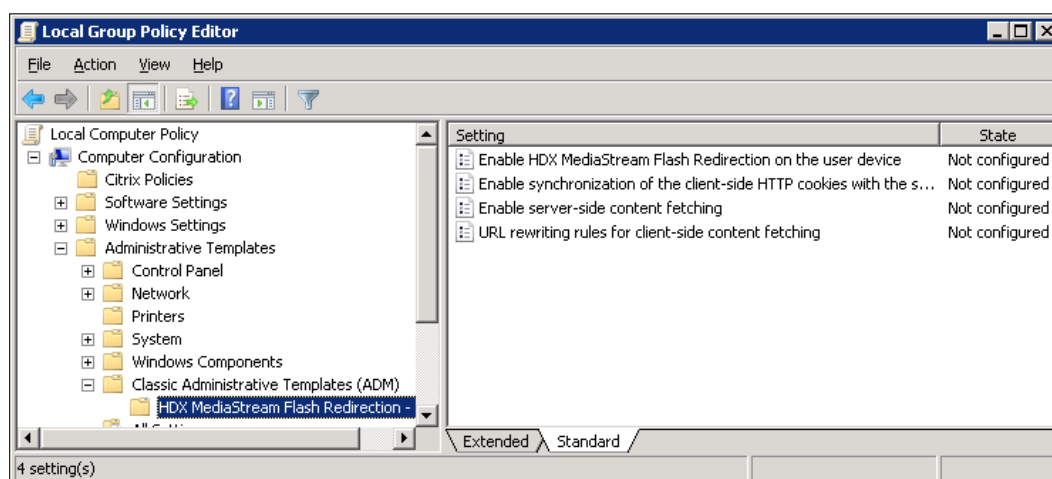 Local Group Policy Editor
File Action View Help
Local Computer Policy
Computer Configuration
Citrix Policies
Software Settings
Windows Settings
Administrative Templates
Control Panel
Network
Printers
System
Windows Components
Classic Administrative Templates (ADM)
HDX MediaStream Flash Redirection -
Setting State
Enable HDX MediaStream Flash Redirection on the user device Not configured
Enable synchronization of the client-side HTTP cookies with the s... Not configured
Enable server-side content fetching Not configured
URL rewriting rules for client-side content fetching Not configured
Extended Standard
4 setting(s)